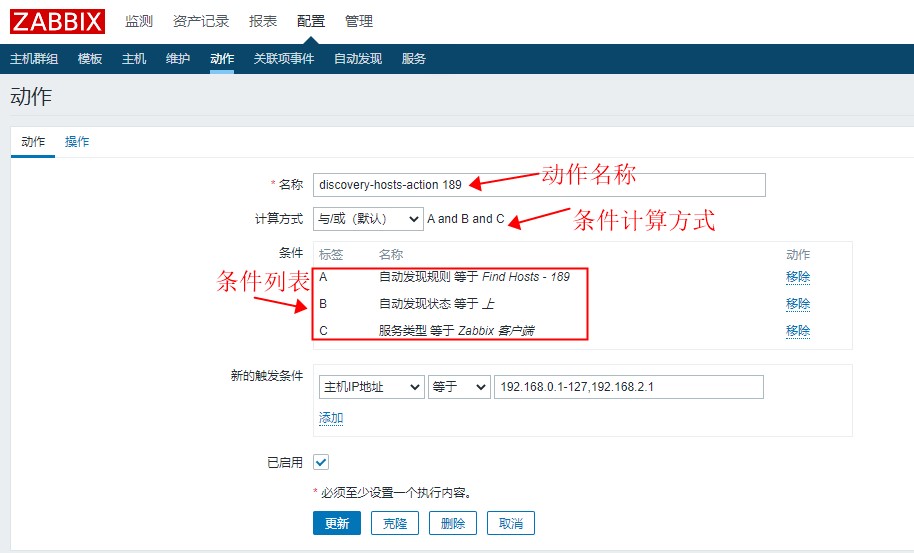 ZABBIX 监测 资产记录 报表 配置 管理
主机群组 模板 主机 维护 动作 关联项事件 自动发现 服务
动作
动作 操作
* 名称 discovery-hosts-action 189 动作名称
计算方式 与/或（默认） A and B and C 条件计算方式
条件 标签 名称 动作
条件列表
A 自动发现规则 等于 Find Hosts - 189 移除
B 自动发现状态 等于 上 移除
C 服务类型 等于 Zabbix 客户端 移除
新的触发条件 主机IP地址 等于 192.168.0.1-127,192.168.2.1
添加
已启用
* 必须至少设置一个执行内容。
更新 克隆 删除 取消